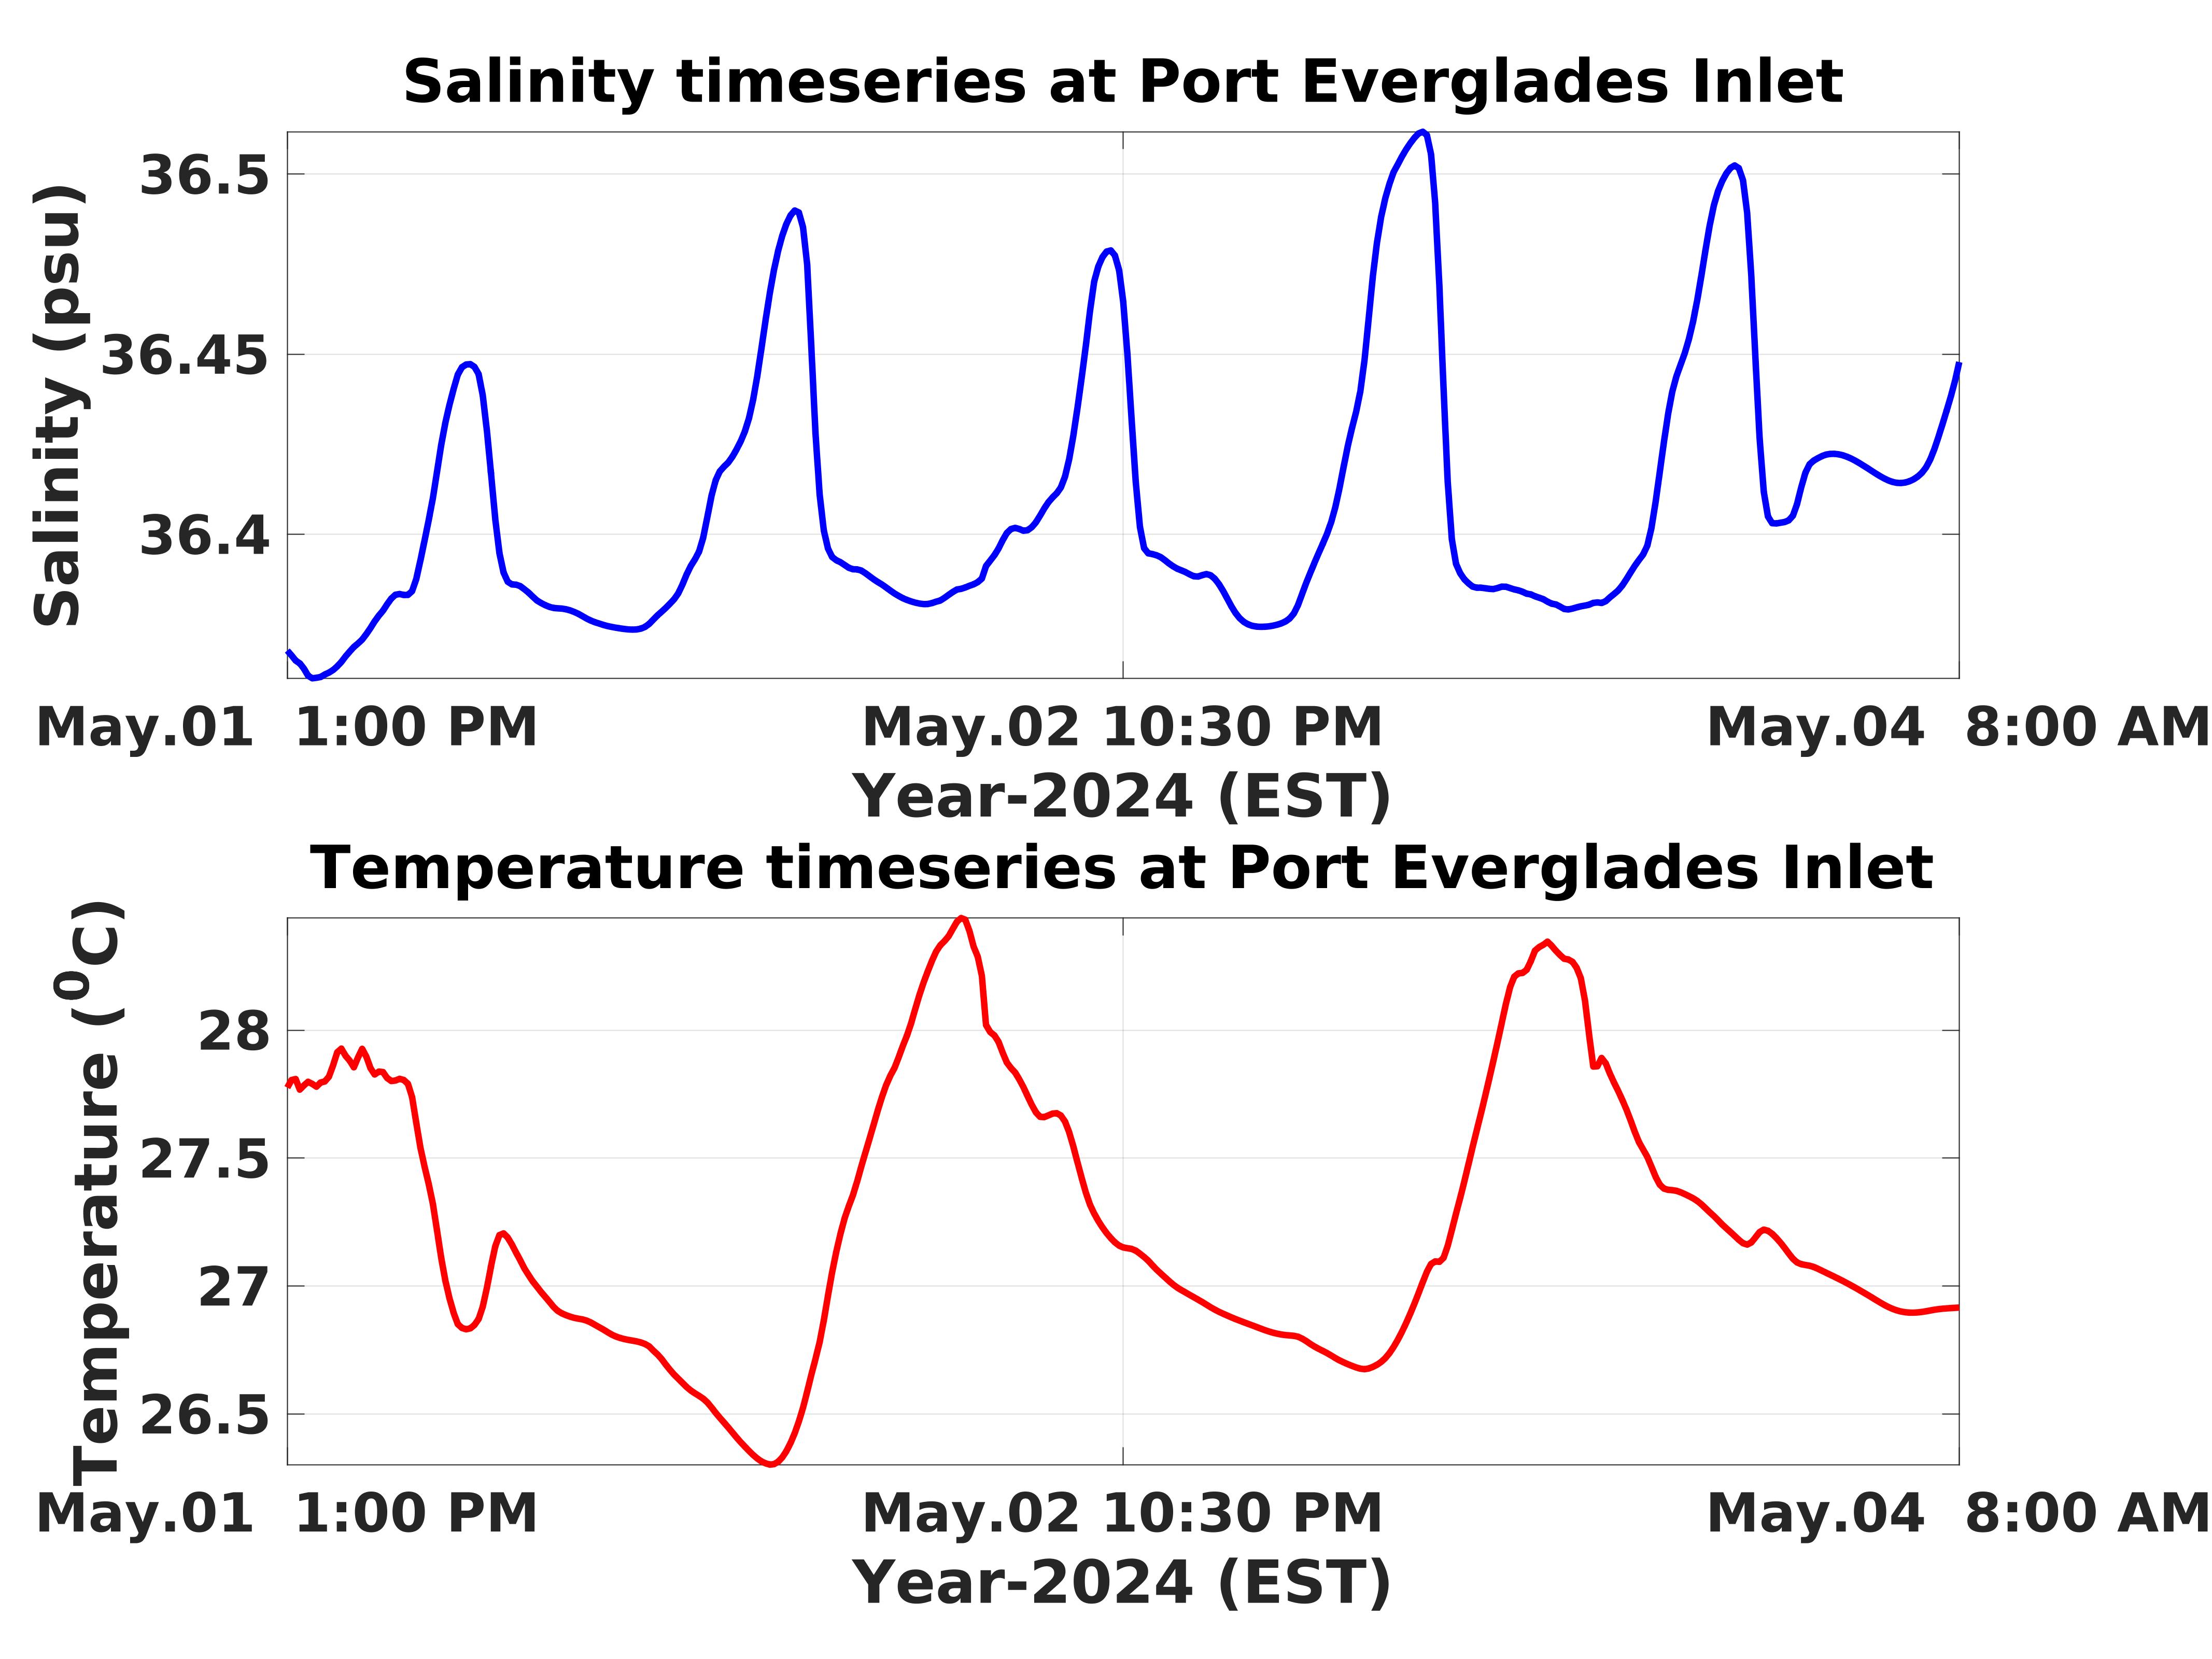 Salinity timeseries at Port Everglades Inlet
Salinity (psu)
36.5
36.45
36.4
May.01  1:00 PM
May.02 10:30 PM
May.04  8:00 AM
Year-2024 (EST)
Temperature timeseries at Port Everglades Inlet
Temperature (⁰C)
28
27.5
27
26.5
May.01  1:00 PM
May.02 10:30 PM
May.04  8:00 AM
Year-2024 (EST)